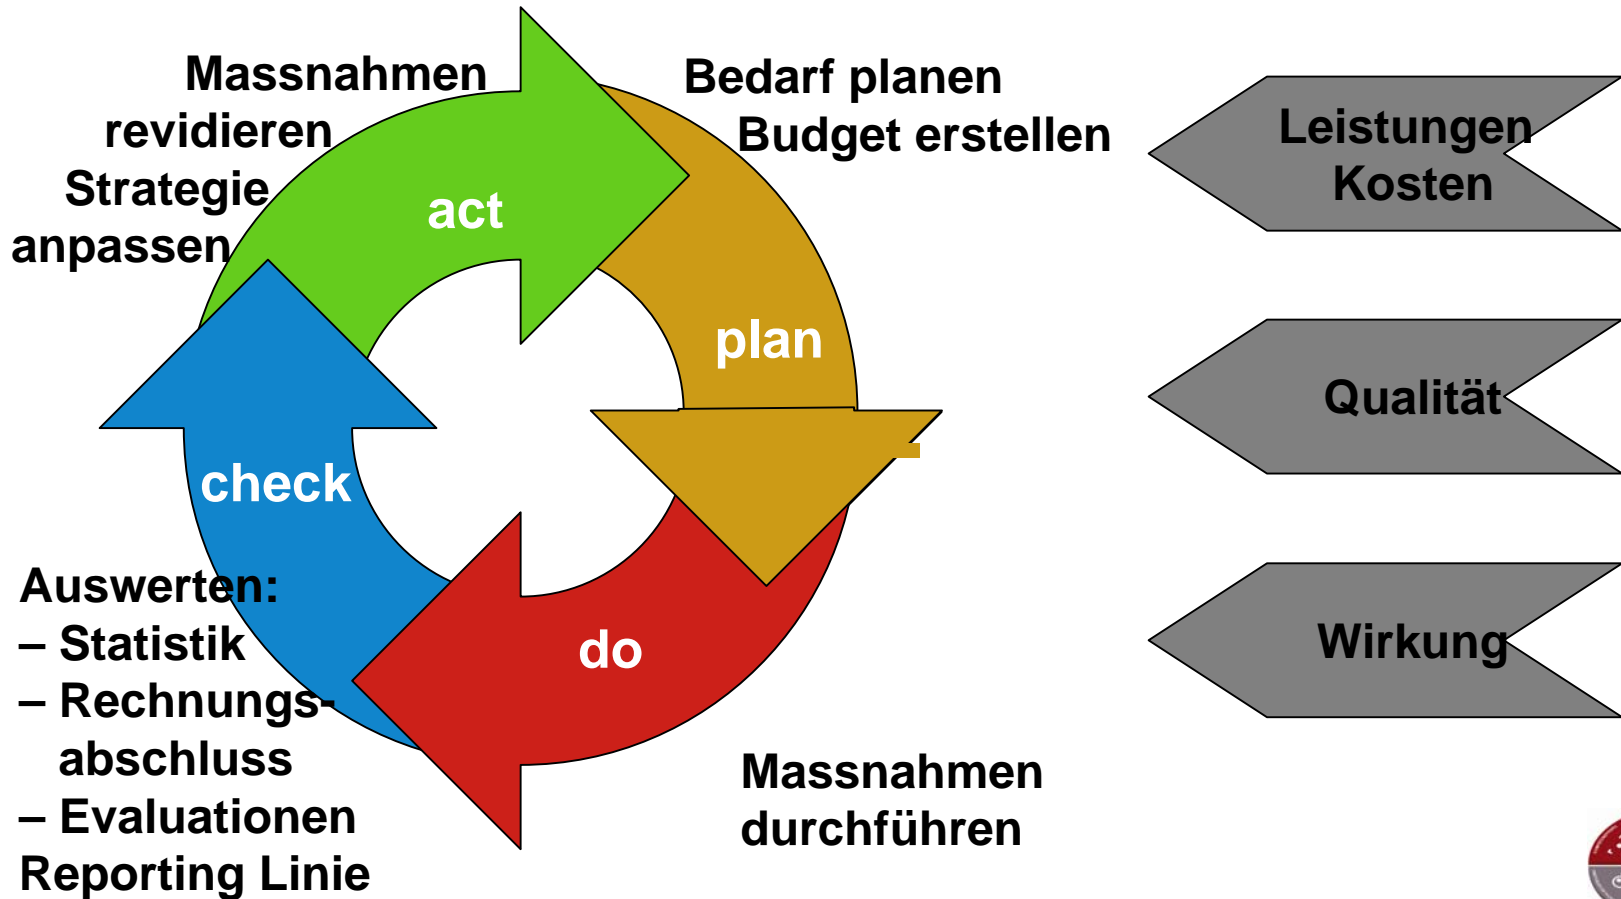 Massnahmen
revidieren
Strategie
anpassen
act
Bedarf planen
Budget erstellen
plan
check
do
Auswerten:
– Statistik
– Rechnungs-
abschluss
– Evaluationen
Reporting Linie
Massnahmen
durchführen
Leistungen
Kosten
Qualität
Wirkung